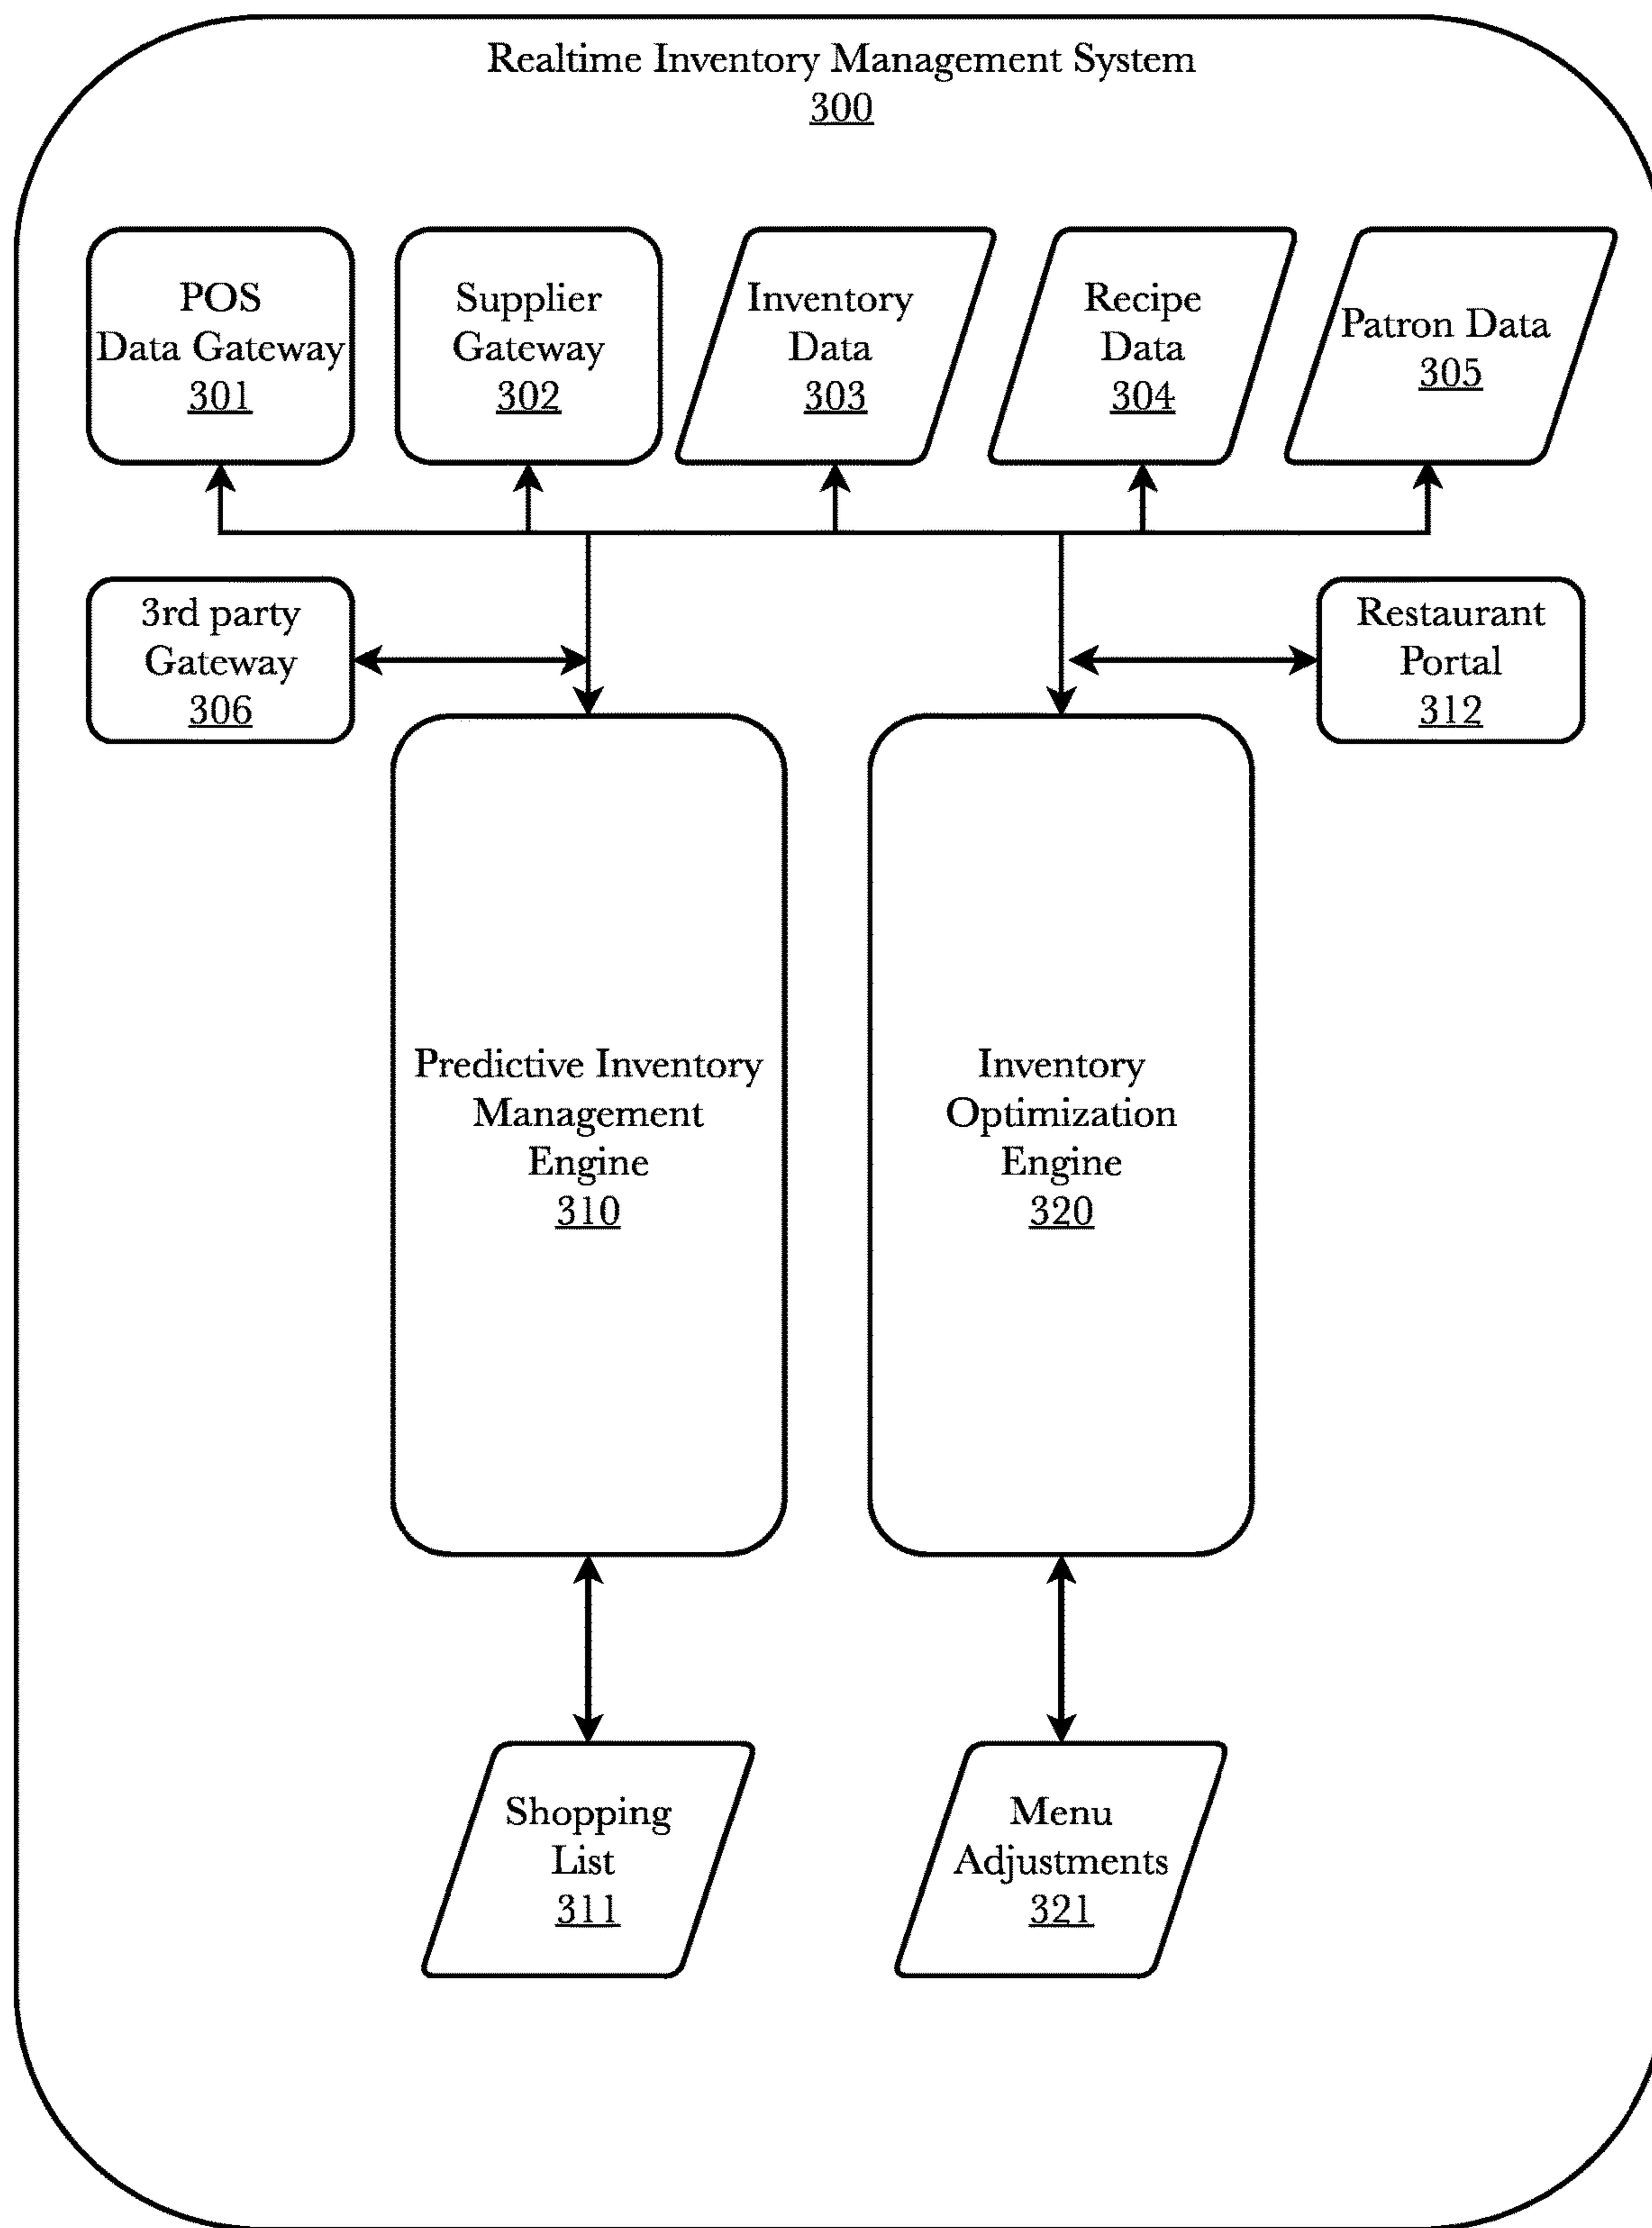 Realtime Inventory Management System
300
POS
Data Gateway
301
Supplier
Gateway
302
Inventory
Data
303
Recipe
Data
304
Patron Data
305
3rd party
Gateway
306
Restaurant
Portal
312
Predictive Inventory
Management
Engine
310
Inventory
Optimization
Engine
320
Shopping
List
311
Menu
Adjustments
321